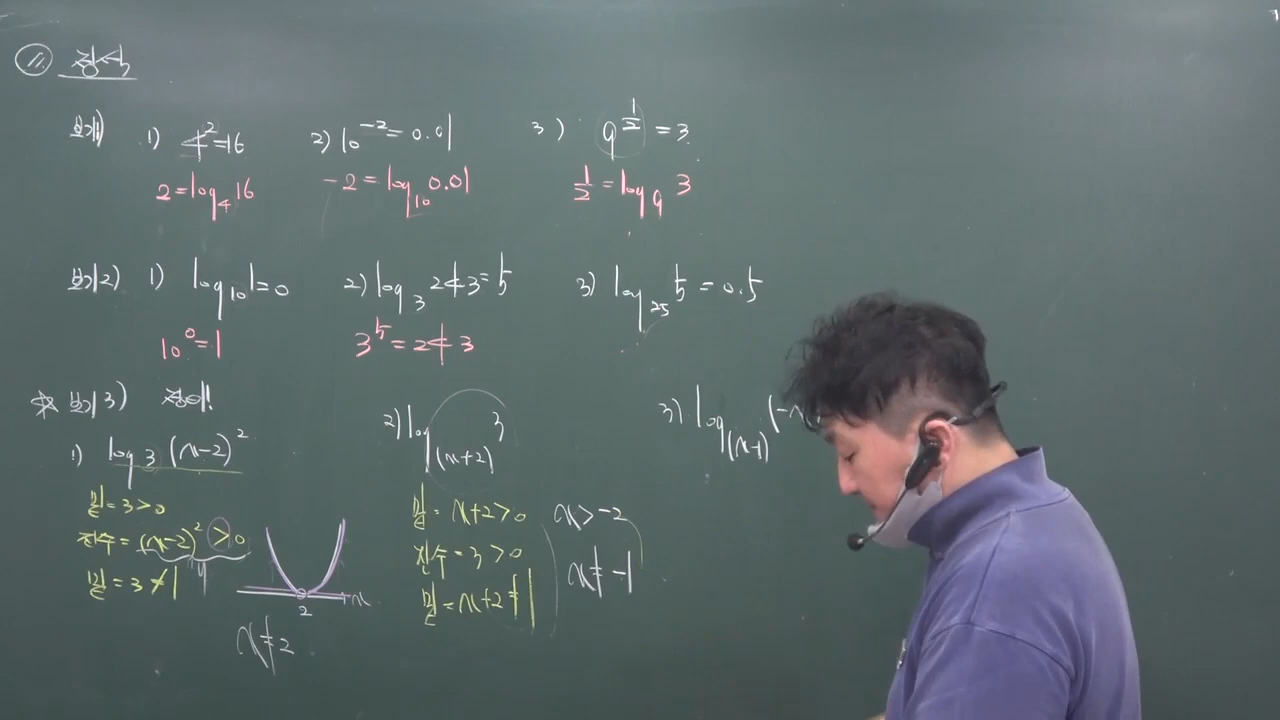 11 정수
보기1) 1) 4²=16 2) 10⁻²=0.01 3) 9^½=3
2=log₄16 -2=log₁₀0.01 ½=log₉3
보기2) 1) log₁₀1=0 2) log₃243=5 3) log₂₅5=0.5
10⁰=1 3⁵=243
☆ 보기3) 정의!
1) log₃(x-2)² 2) log₍ₓ₊₂₎3 3) log₍ₓ₋₁₎(-x
밑=3>0 밑=x+2>0 x>-2
진수=(x-2)²>0 진수=3>0 x≠-1
밑=3≠1 y 밑=x+2≠1
2 x
x≠2